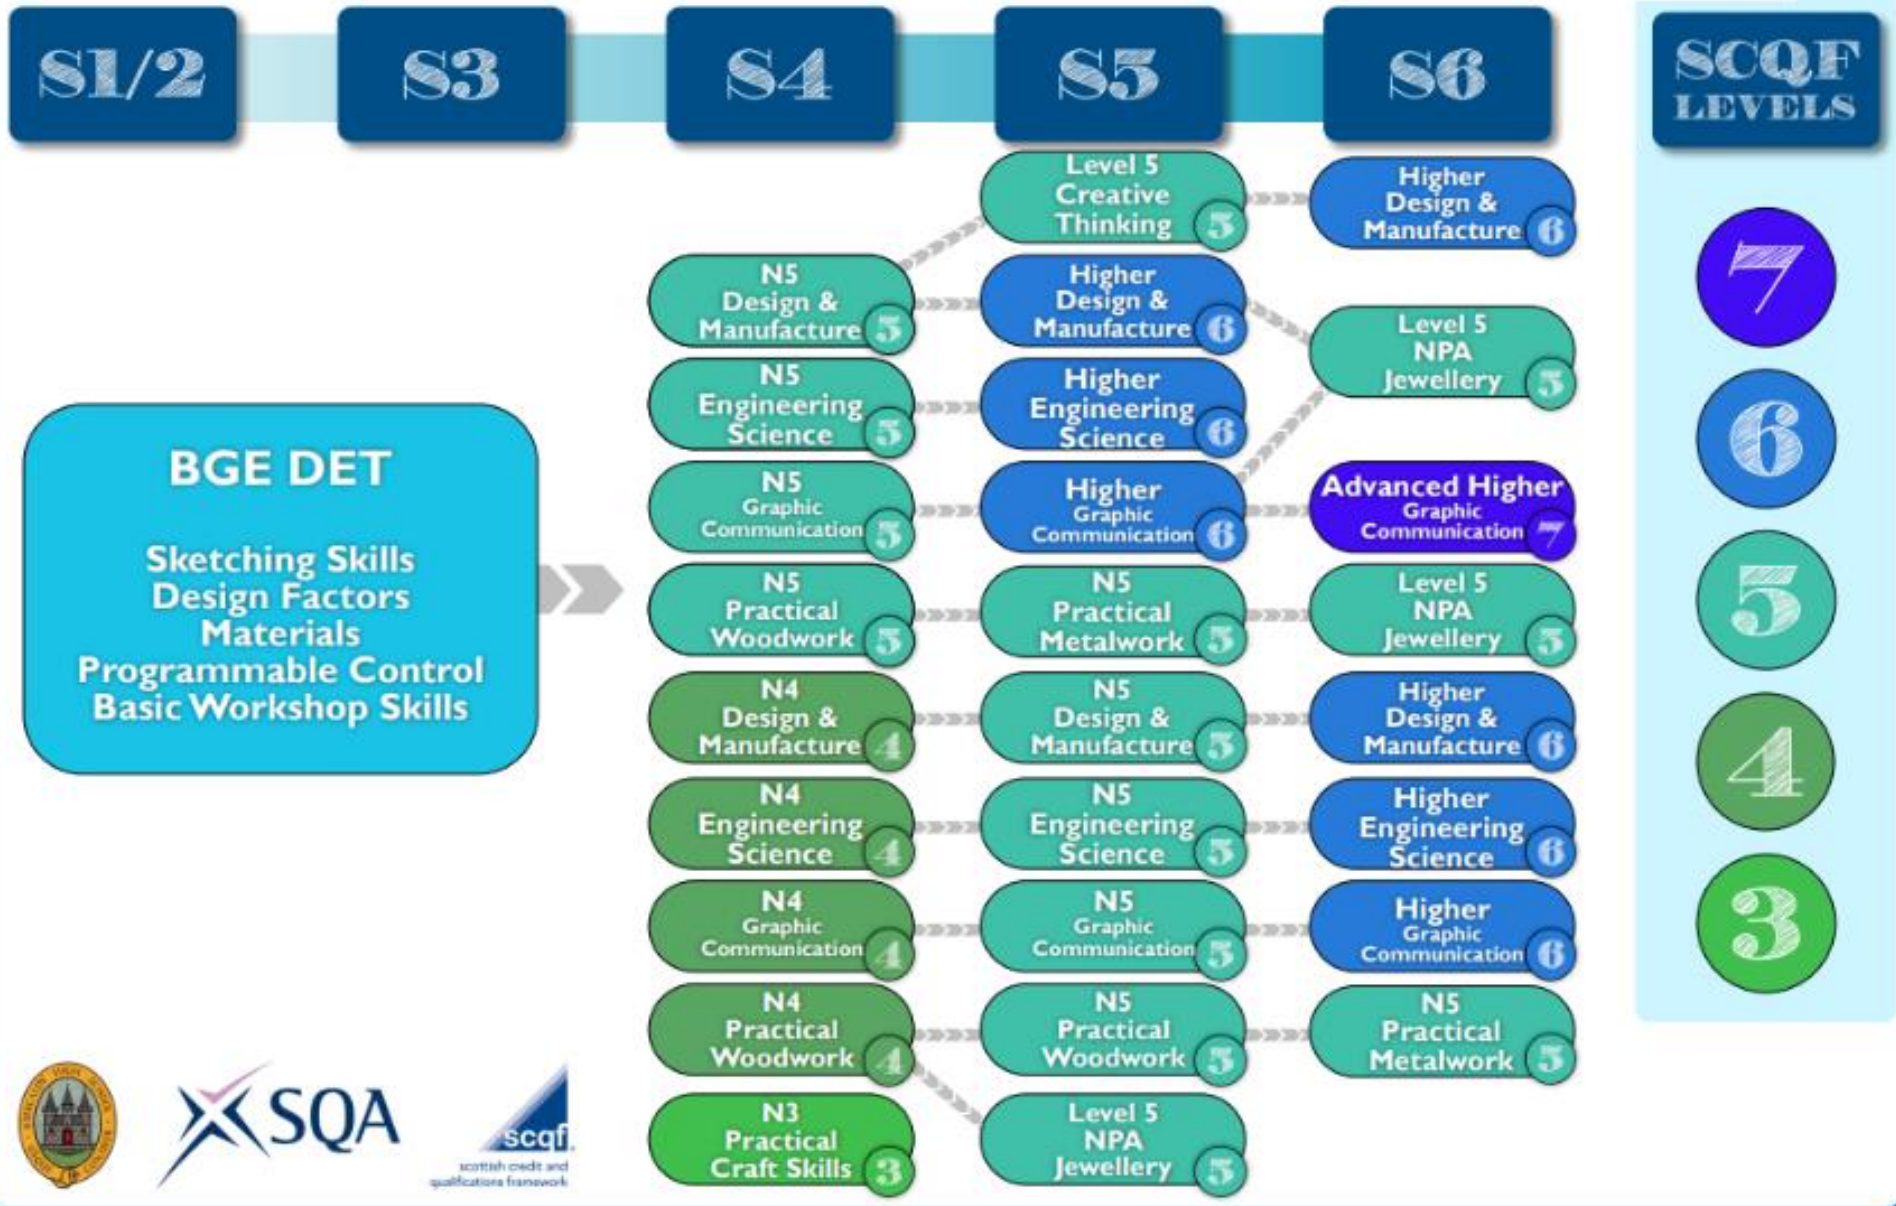 S1/2
S3
S4
S5
S6
SCQF
LEVELS
BGE DET
Sketching Skills
Design Factors
Materials
Programmable Control
Basic Workshop Skills
N5
Design &
Manufacture
5
N5
Engineering
Science
5
N5
Graphic
Communication
5
N5
Practical
Woodwork
5
N4
Design &
Manufacture
4
N4
Engineering
Science
4
N4
Graphic
Communication
4
N4
Practical
Woodwork
4
N3
Practical
Craft Skills
3
Level 5
Creative
Thinking
5
Higher
Design &
Manufacture
6
Higher
Engineering
Science
6
Higher
Graphic
Communication
6
N5
Practical
Metalwork
5
N5
Design &
Manufacture
5
N5
Engineering
Science
5
N5
Graphic
Communication
5
N5
Practical
Woodwork
5
Level 5
NPA
Jewellery
5
Higher
Design &
Manufacture
6
Level 5
NPA
Jewellery
5
Advanced Higher
Graphic
Communication
7
Level 5
NPA
Jewellery
5
Higher
Design &
Manufacture
6
Higher
Engineering
Science
6
Higher
Graphic
Communication
6
N5
Practical
Metalwork
5
7
6
5
4
3
SQA
scqf
scottish credit and
qualifications framework